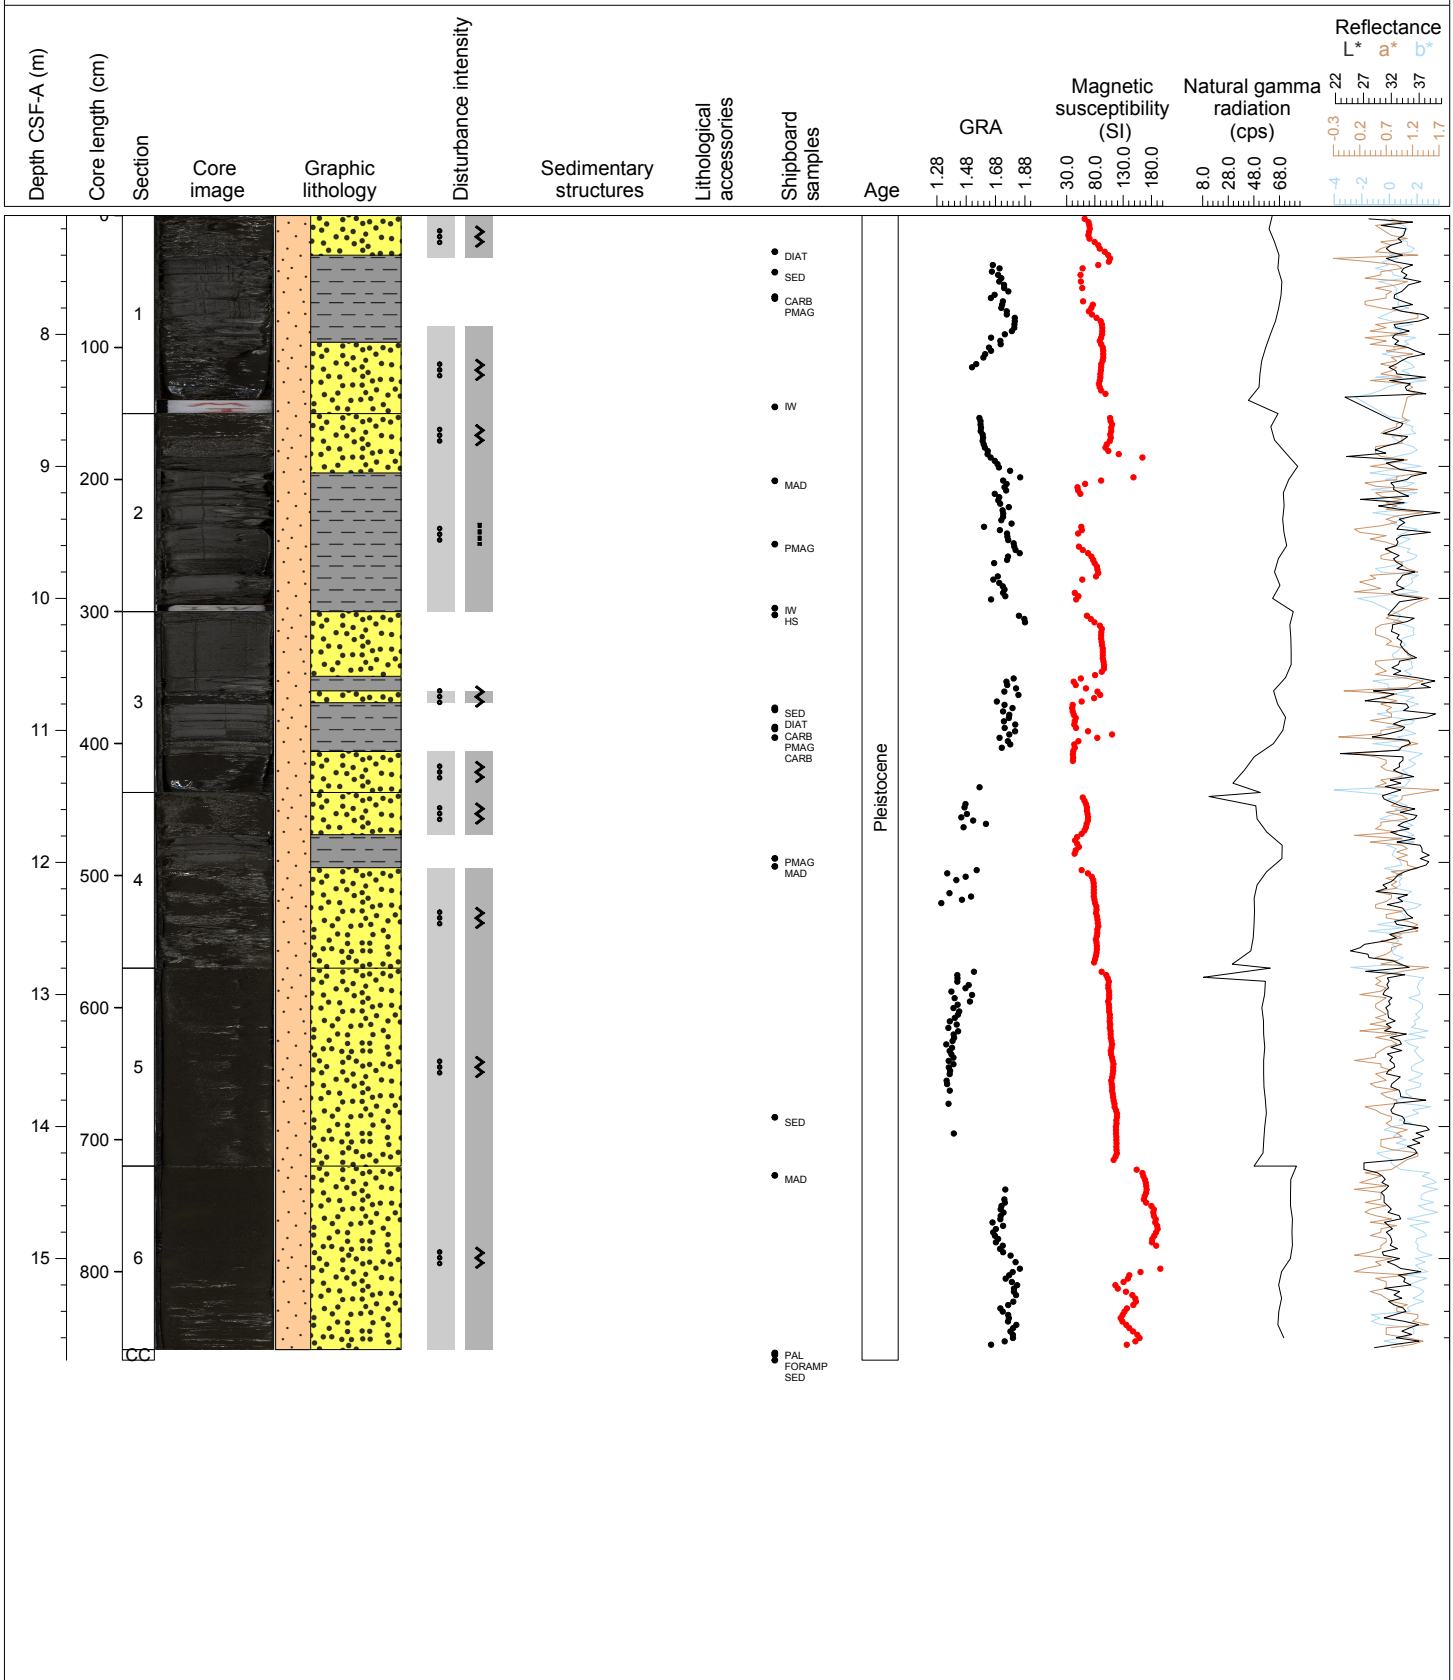 Depth CSF-A (m)
Core length (cm)
Section
Core
image
Graphic
lithology
Disturbance intensity
Sedimentary
structures
Lithological
accessories
Shipboard
samples
Age
GRA
1.28
1.48
1.68
1.88
Magnetic
susceptibility
(SI)
30.0
80.0
130.0
180.0
Natural gamma
radiation
(cps)
8.0
28.0
48.0
68.0
Reflectance
L* a* b*
22
27
32
37
-0.3
0.2
0.7
1.2
1.7
-4
-2
0
2
8
9
10
11
12
13
14
15
0
100
200
300
400
500
600
700
800
1
2
3
4
5
6
CC
DIAT
SED
CARB
PMAG
IW
MAD
PMAG
IW
HS
SED
DIAT
CARB
PMAG
CARB
PMAG
MAD
SED
MAD
PAL
FORAMP
SED
Pleistocene